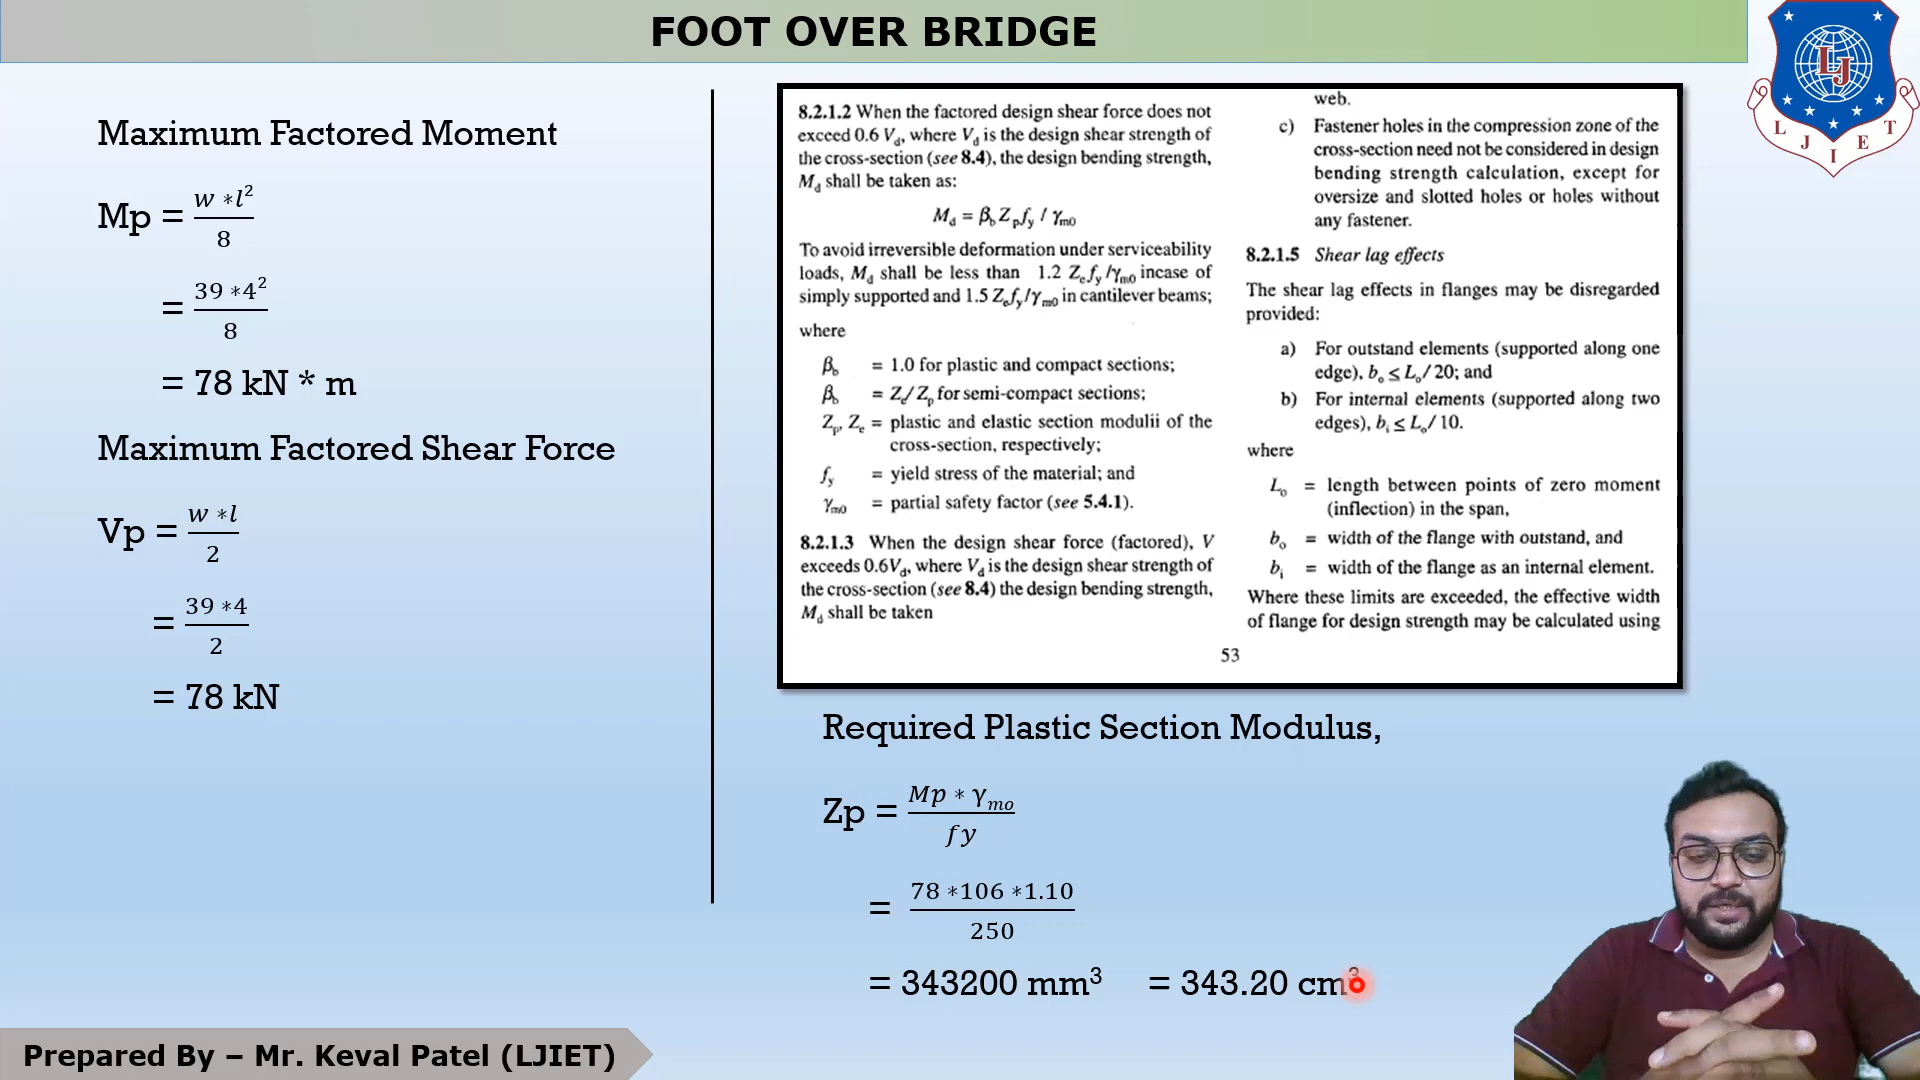 FOOT OVER BRIDGE
L J I E T
LJ
Maximum Factored Moment
Mp = w *l² / 8
= 39 *4² / 8
= 78 kN * m
Maximum Factored Shear Force
Vp = w *l / 2
= 39 *4 / 2
= 78 kN
8.2.1.2 When the factored design shear force does not
exceed 0.6 V_d, where V_d is the design shear strength of
the cross-section (see 8.4), the design bending strength,
M_d shall be taken as:
M_d = β_b Z_p f_y / γ_m0
To avoid irreversible deformation under serviceability
loads, M_d shall be less than 1.2 Z_e f_y /γ_m0 incase of
simply supported and 1.5 Z_e f_y/γ_m0 in cantilever beams;
where
β_b = 1.0 for plastic and compact sections;
β_b = Z_e/ Z_p for semi-compact sections;
Z_p, Z_e = plastic and elastic section modulii of the
cross-section, respectively;
f_y = yield stress of the material; and
γ_m0 = partial safety factor (see 5.4.1).
8.2.1.3 When the design shear force (factored), V
exceeds 0.6V_d, where V_d is the design shear strength of
the cross-section (see 8.4) the design bending strength,
M_d shall be taken
web.
c) Fastener holes in the compression zone of the
cross-section need not be considered in design
bending strength calculation, except for
oversize and slotted holes or holes without
any fastener.
8.2.1.5 Shear lag effects
The shear lag effects in flanges may be disregarded
provided:
a) For outstand elements (supported along one
edge), b_o ≤ L_o / 20; and
b) For internal elements (supported along two
edges), b_i ≤ L_o / 10.
where
L_o = length between points of zero moment
(inflection) in the span,
b_o = width of the flange with outstand, and
b_i = width of the flange as an internal element.
Where these limits are exceeded, the effective width
of flange for design strength may be calculated using
53
Required Plastic Section Modulus,
Zp = Mp * γ_mo / fy
= 78 *106 *1.10 / 250
= 343200 mm³ = 343.20 cm³
Prepared By – Mr. Keval Patel (LJIET)